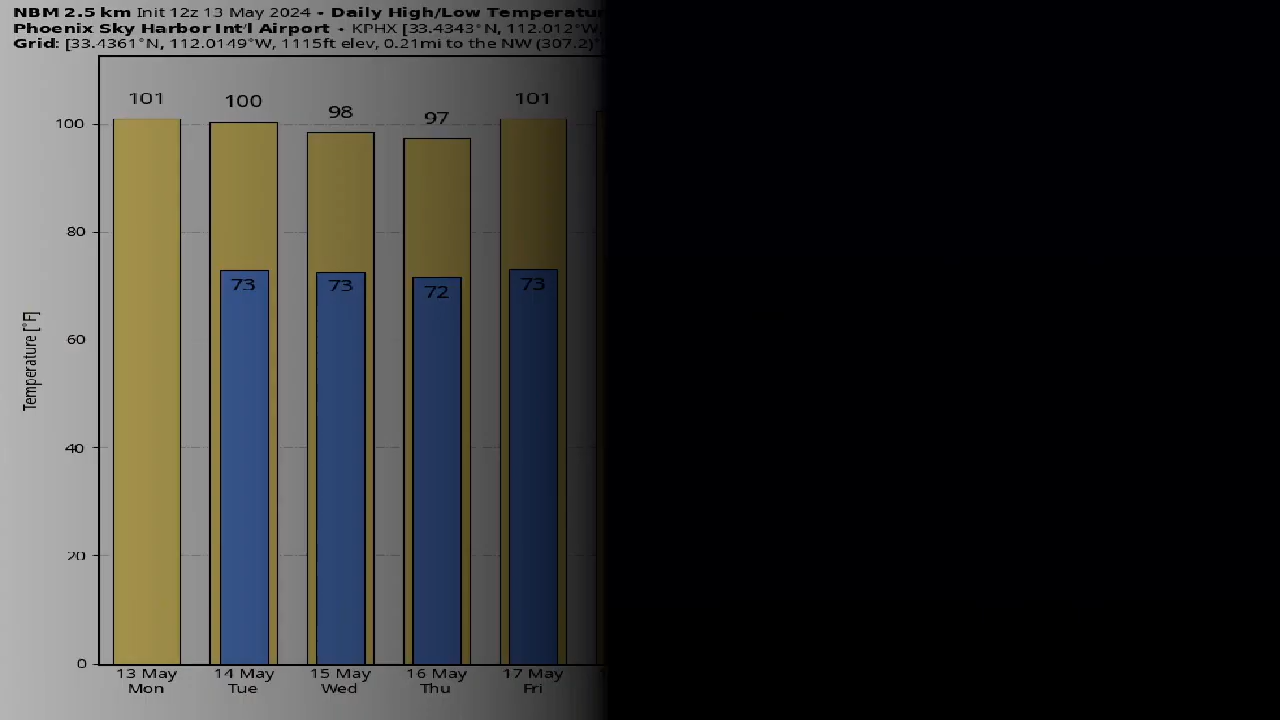 NBM 2.5 km Init 12z 13 May 2024 • Daily High/Low
Phoenix Sky Harbor Int'l Airport • KPHX [33.4343°N, 112.012°W,
Grid: [33.4361°N, 112.0149°W, 1115ft elev, 0.21mi to the NW (307.2)°
101
100
98
97
101
73
73
72
73
100
80
60
40
20
0
Temperature [°F]
13 May
Mon
14 May
Tue
15 May
Wed
16 May
Thu
17 May
Fri